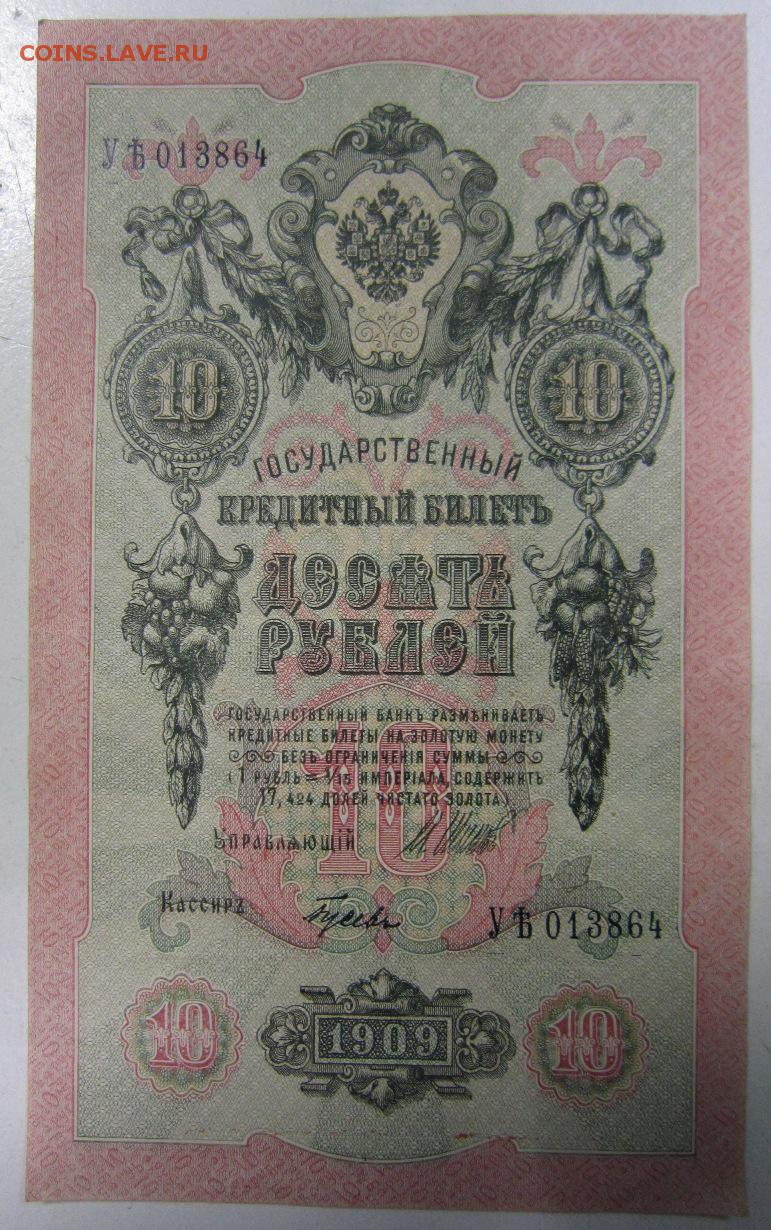 COINS.LAVE.RU
УѢ 013864
10 10
ГОСУДАРСТВЕННЫЙ
КРЕДИТНЫЙ БИЛЕТЪ
ДЕСЯТЬ
РУБЛЕЙ
ГОСУДАРСТВЕННЫЙ БАНКЪ РАЗМѢНИВАЕТЪ
КРЕДИТНЫЕ БИЛЕТЫ НА ЗОЛОТУЮ МОНЕТУ
БЕЗЪ ОГРАНИЧЕНІЯ СУММЫ
(1 РУБЛЬ = 1/15 ИМПЕРІАЛА, СОДЕРЖИТЪ
17,424 ДОЛЕЙ ЧИСТАГО ЗОЛОТА)
10
УПРАВЛЯЮЩІЙ
Кассиръ
УѢ 013864
10 1909 10